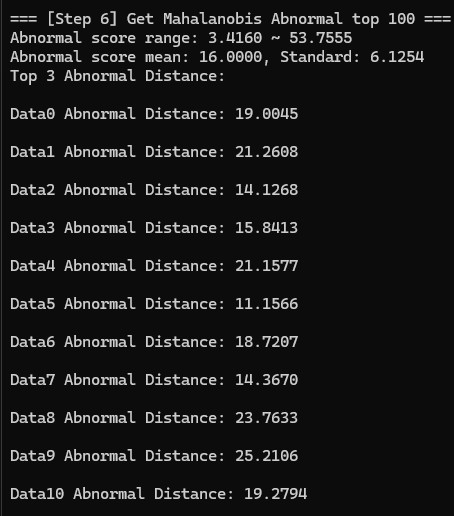 === [Step 6] Get Mahalanobis Abnormal top 100 ===
Abnormal score range: 3.4160 ~ 53.7555
Abnormal score mean: 16.0000, Standard: 6.1254
Top 3 Abnormal Distance:
Data0 Abnormal Distance: 19.0045
Data1 Abnormal Distance: 21.2608
Data2 Abnormal Distance: 14.1268
Data3 Abnormal Distance: 15.8413
Data4 Abnormal Distance: 21.1577
Data5 Abnormal Distance: 11.1566
Data6 Abnormal Distance: 18.7207
Data7 Abnormal Distance: 14.3670
Data8 Abnormal Distance: 23.7633
Data9 Abnormal Distance: 25.2106
Data10 Abnormal Distance: 19.2794